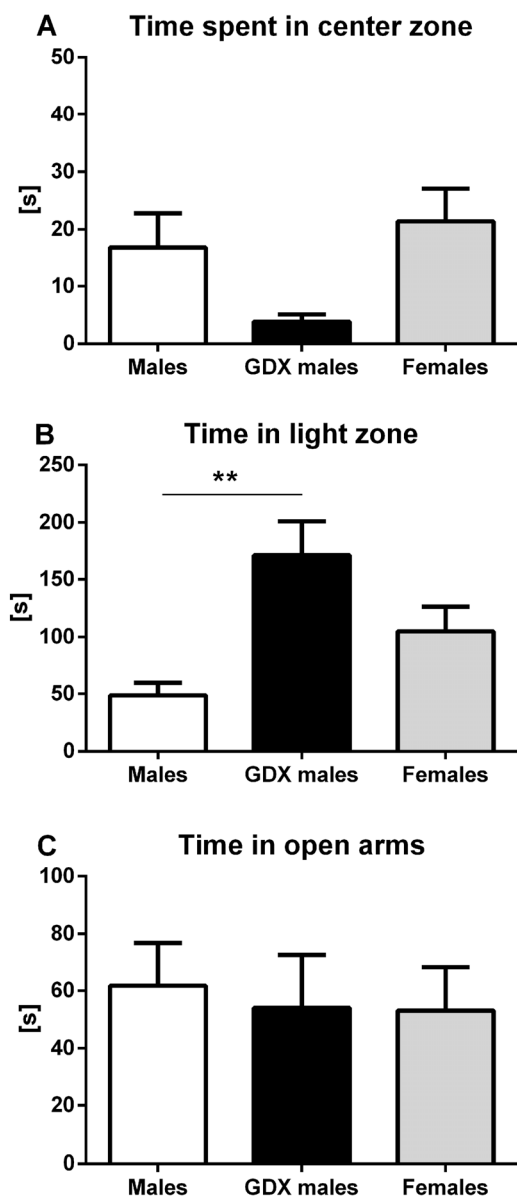 A Time spent in center zone
50
40
30
20
10
0
[s]
Males GDX males Females
B Time in light zone
250
200
150
100
50
0
[s]
**
Males GDX males Females
C Time in open arms
100
80
60
40
20
0
[s]
Males GDX males Females